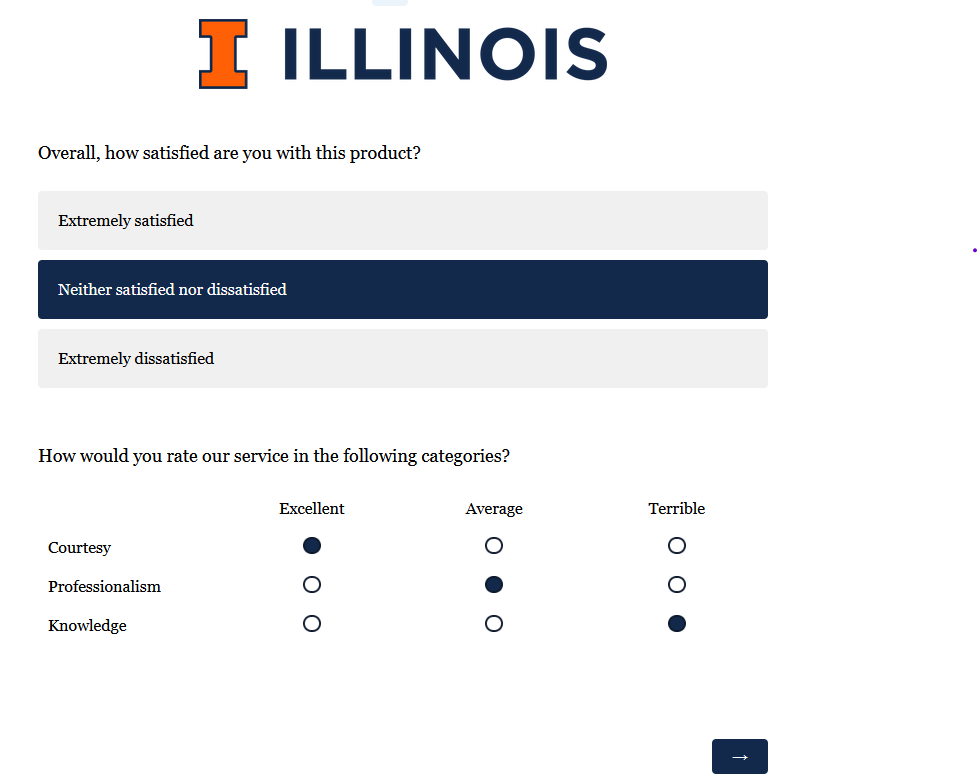 I ILLINOIS
Overall, how satisfied are you with this product?
Extremely satisfied
Neither satisfied nor dissatisfied
Extremely dissatisfied
How would you rate our service in the following categories?
Excellent Average Terrible
Courtesy
Professionalism
Knowledge
→